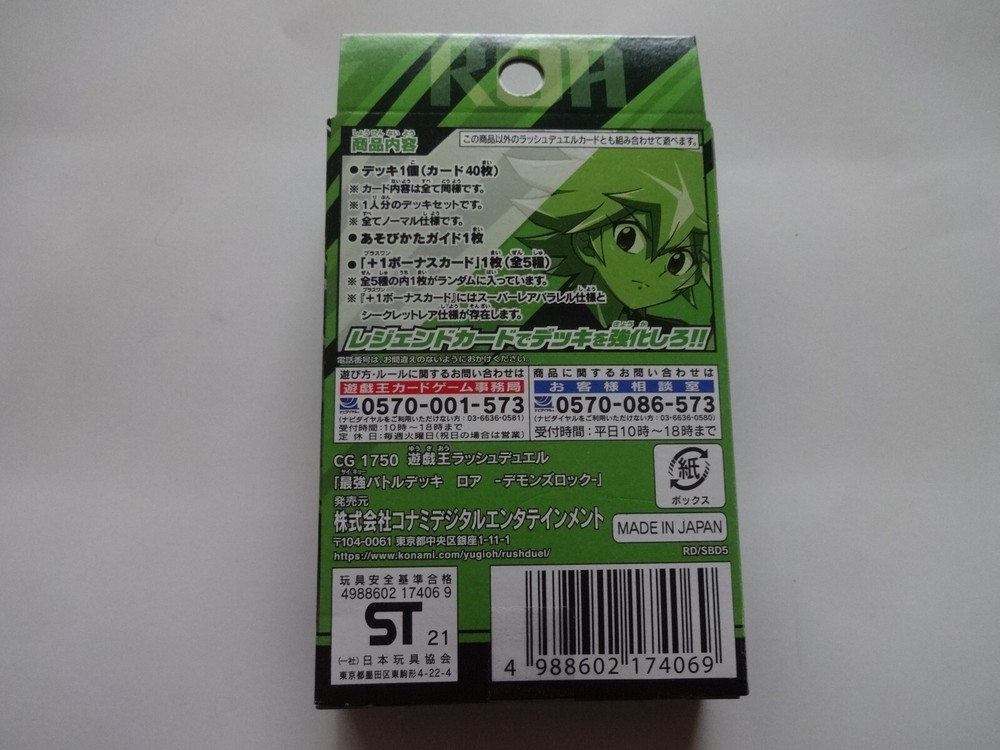 ROA
商品内容
この商品以外のラッシュデュエルカードとも組み合わせて遊べます。
● デッキ1個(カード40枚)
※ カード内容は全て同様です。
※ 1人分のデッキセットです。
※ 全てノーマル仕様です。
● あそびかたガイド1枚
● 「+1ボーナスカード」1枚(全5種)
※ 全5種の内1枚がランダムに入っています。
※ 『+1ボーナスカード』にはスーパーレアパラレル仕様と
シークレットレア仕様が存在します。
レジェンドカードでデッキを強化しろ!!
電話番号は、お間違えのないようにおかけください。
遊び方・ルールに関するお問い合わせは
遊戯王カードゲーム事務局
0570-001-573
(ナビダイヤルをご利用いただけない方:03-6636-0581)
受付時間:10時〜18時まで
定休日:毎週火曜日(祝日の場合は営業)
商品に関するお問い合わせは
お客様相談室
0570-086-573
(ナビダイヤルをご利用いただけない方:03-6636-0580)
受付時間:平日10時〜18時まで
CG 1750 遊戯王ラッシュデュエル
「最強バトルデッキ ロア -デモンズロック-」
発売元
株式会社コナミデジタルエンタテインメント
〒104-0061 東京都中央区銀座1-11-1
https://www.konami.com/yugioh/rushduel/
紙
ボックス
MADE IN JAPAN
RD/SBD5
玩具安全基準合格
4988602 17406 9
ST 21
(一社)日本玩具協会
東京都墨田区東駒形4-22-4
4 988602 174069